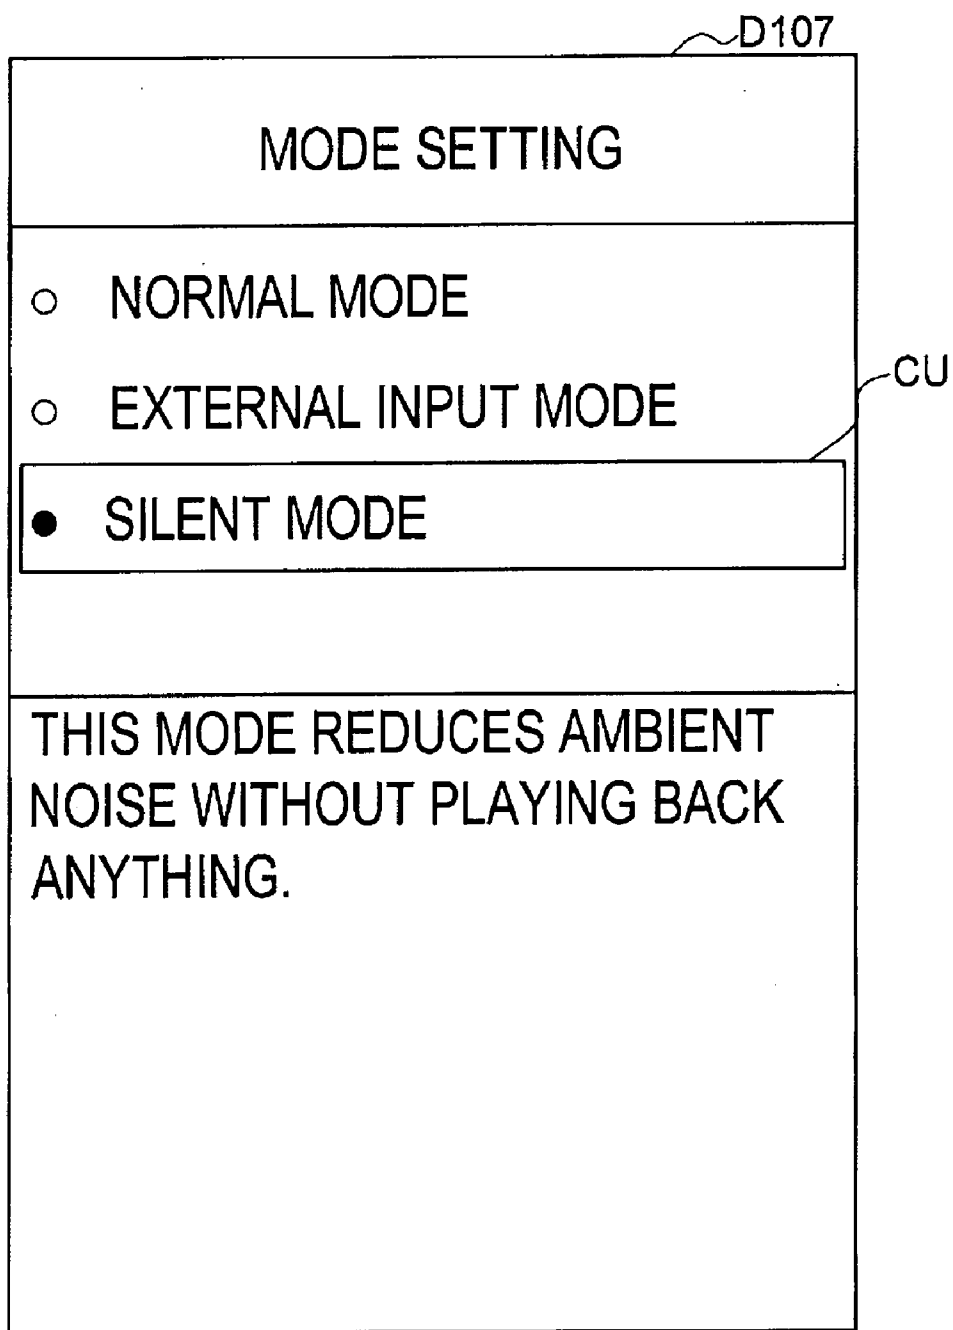 D107
MODE SETTING
NORMAL MODE
EXTERNAL INPUT MODE
CU
SILENT MODE
THIS MODE REDUCES AMBIENT
NOISE WITHOUT PLAYING BACK
ANYTHING.